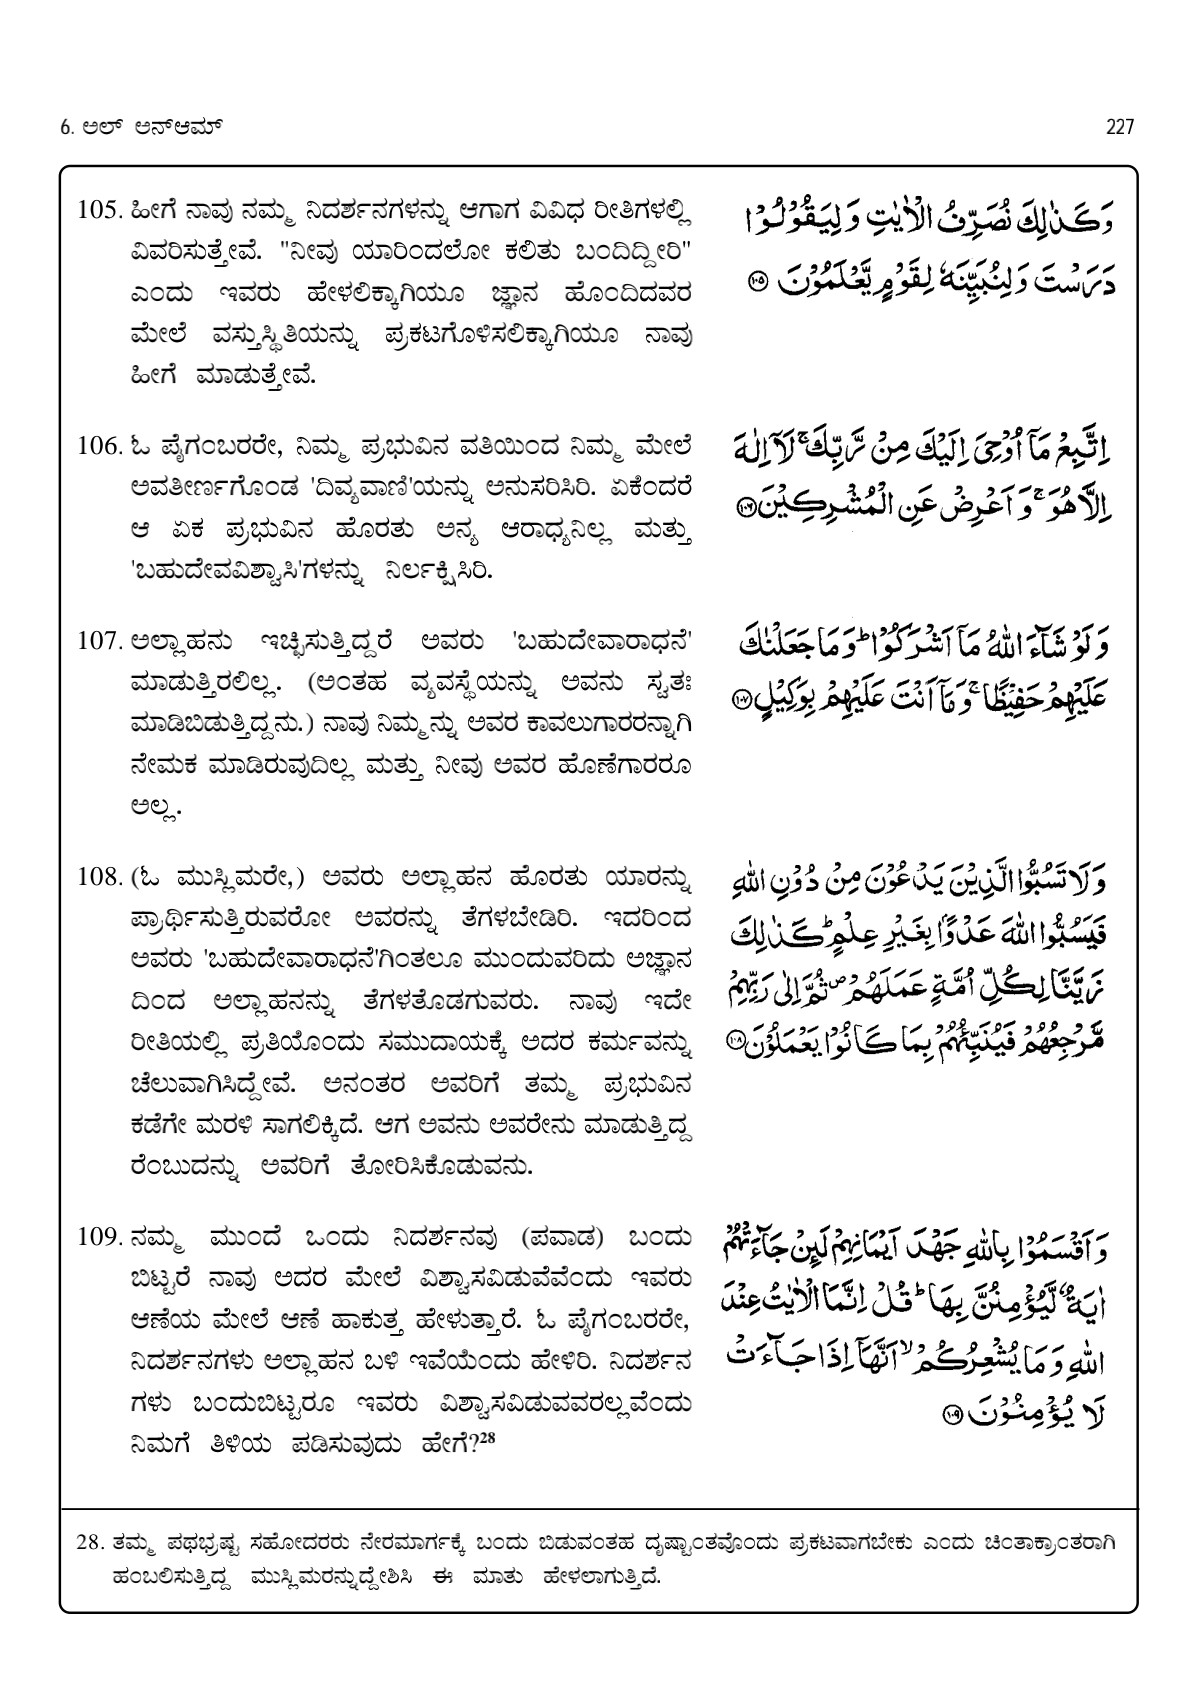 6. ಅಲ್ ಅನ್ಆಮ್
227
105. ಹೀಗೆ ನಾವು ನಮ್ಮ ನಿದರ್ಶನಗಳನ್ನು ಆಗಾಗ ವಿವಿಧ ರೀತಿಗಳಲ್ಲಿ
ವಿವರಿಸುತ್ತೇವೆ. "ನೀವು ಯಾರಿಂದಲೋ ಕಲಿತು ಬಂದಿದ್ದೀರಿ"
ಎಂದು ಇವರು ಹೇಳಲಿಕ್ಕಾಗಿಯೂ ಜ್ಞಾನ ಹೊಂದಿದವರ
ಮೇಲೆ ವಸ್ತುಸ್ಥಿತಿಯನ್ನು ಪ್ರಕಟಗೊಳಿಸಲಿಕ್ಕಾಗಿಯೂ ನಾವು
ಹೀಗೆ ಮಾಡುತ್ತೇವೆ.
وَكَذٰلِكَ نُصَرِّفُ الْاٰيٰتِ وَلِيَقُوْلُوْا
دَرَسْتَ وَلِنُبَيِّنَهٗ لِقَوْمٍ يَّعْلَمُوْنَ ۝١٠٥
106. ಓ ಪೈಗಂಬರರೇ, ನಿಮ್ಮ ಪ್ರಭುವಿನ ವತಿಯಿಂದ ನಿಮ್ಮ ಮೇಲೆ
ಅವತೀರ್ಣಗೊಂಡ 'ದಿವ್ಯವಾಣಿ'ಯನ್ನು ಅನುಸರಿಸಿರಿ. ಏಕೆಂದರೆ
ಆ ಏಕ ಪ್ರಭುವಿನ ಹೊರತು ಅನ್ಯ ಆರಾಧ್ಯನಿಲ್ಲ ಮತ್ತು
'ಬಹುದೇವವಿಶ್ವಾಸಿ'ಗಳನ್ನು ನಿರ್ಲಕ್ಷಿಸಿರಿ.
اِتَّبِعْ مَآ اُوْحِيَ اِلَيْكَ مِنْ رَّبِّكَ ۚ لَآ اِلٰهَ
اِلَّا هُوَ ۚ وَاَعْرِضْ عَنِ الْمُشْرِكِيْنَ ۝١٠٦
107. ಅಲ್ಲಾಹನು ಇಚ್ಛಿಸುತ್ತಿದ್ದರೆ ಅವರು 'ಬಹುದೇವಾರಾಧನೆ'
ಮಾಡುತ್ತಿರಲಿಲ್ಲ. (ಅಂತಹ ವ್ಯವಸ್ಥೆಯನ್ನು ಅವನು ಸ್ವತಃ
ಮಾಡಿಬಿಡುತ್ತಿದ್ದನು.) ನಾವು ನಿಮ್ಮನ್ನು ಅವರ ಕಾವಲುಗಾರರನ್ನಾಗಿ
ನೇಮಕ ಮಾಡಿರುವುದಿಲ್ಲ ಮತ್ತು ನೀವು ಅವರ ಹೊಣೆಗಾರರೂ
ಅಲ್ಲ.
وَلَوْ شَآءَ اللّٰهُ مَآ اَشْرَكُوْا ؕ وَمَا جَعَلْنٰكَ
عَلَيْهِمْ حَفِيْظًا ۚ وَمَآ اَنْتَ عَلَيْهِمْ بِوَكِيْلٍ ۝١٠٧
108. (ಓ ಮುಸ್ಲಿಮರೇ,) ಅವರು ಅಲ್ಲಾಹನ ಹೊರತು ಯಾರನ್ನು
ಪ್ರಾರ್ಥಿಸುತ್ತಿರುವರೋ ಅವರನ್ನು ತೆಗಳಬೇಡಿರಿ. ಇದರಿಂದ
ಅವರು 'ಬಹುದೇವಾರಾಧನೆ'ಗಿಂತಲೂ ಮುಂದುವರಿದು ಅಜ್ಞಾನ
ದಿಂದ ಅಲ್ಲಾಹನನ್ನು ತೆಗಳತೊಡಗುವರು. ನಾವು ಇದೇ
ರೀತಿಯಲ್ಲಿ ಪ್ರತಿಯೊಂದು ಸಮುದಾಯಕ್ಕೆ ಅದರ ಕರ್ಮವನ್ನು
ಚೆಲುವಾಗಿಸಿದ್ದೇವೆ. ಅನಂತರ ಅವರಿಗೆ ತಮ್ಮ ಪ್ರಭುವಿನ
ಕಡೆಗೇ ಮರಳಿ ಸಾಗಲಿಕ್ಕಿದೆ. ಆಗ ಅವನು ಅವರೇನು ಮಾಡುತ್ತಿದ್ದ
ರೆಂಬುದನ್ನು ಅವರಿಗೆ ತೋರಿಸಿಕೊಡುವನು.
وَلَا تَسُبُّوا الَّذِيْنَ يَدْعُوْنَ مِنْ دُوْنِ اللّٰهِ
فَيَسُبُّوا اللّٰهَ عَدْوًۢا بِغَيْرِ عِلْمٍ ؕ كَذٰلِكَ
زَيَّنَّا لِكُلِّ اُمَّةٍ عَمَلَهُمْ ۪ ثُمَّ اِلٰى رَبِّهِمْ
مَّرْجِعُهُمْ فَيُنَبِّئُهُمْ بِمَا كَانُوْا يَعْمَلُوْنَ ۝١٠٨
109. ನಮ್ಮ ಮುಂದೆ ಒಂದು ನಿದರ್ಶನವು (ಪವಾಡ) ಬಂದು
ಬಿಟ್ಟರೆ ನಾವು ಅದರ ಮೇಲೆ ವಿಶ್ವಾಸವಿಡುವೆವೆಂದು ಇವರು
ಆಣೆಯ ಮೇಲೆ ಆಣೆ ಹಾಕುತ್ತ ಹೇಳುತ್ತಾರೆ. ಓ ಪೈಗಂಬರರೇ,
ನಿದರ್ಶನಗಳು ಅಲ್ಲಾಹನ ಬಳಿ ಇವೆಯೆಂದು ಹೇಳಿರಿ. ನಿದರ್ಶನ
ಗಳು ಬಂದುಬಿಟ್ಟರೂ ಇವರು ವಿಶ್ವಾಸವಿಡುವವರಲ್ಲವೆಂದು
ನಿಮಗೆ ತಿಳಿಯ ಪಡಿಸುವುದು ಹೇಗೆ?28
وَاَقْسَمُوْا بِاللّٰهِ جَهْدَ اَيْمَانِهِمْ لَئِنْ جَآءَتْهُمْ
اٰيَةٌ لَّيُؤْمِنُنَّ بِهَا ؕ قُلْ اِنَّمَا الْاٰيٰتُ عِنْدَ
اللّٰهِ وَمَا يُشْعِرُكُمْ ۙ اَنَّهَآ اِذَا جَآءَتْ
لَا يُؤْمِنُوْنَ ۝١٠٩
28. ತಮ್ಮ ಪಥಭ್ರಷ್ಟ ಸಹೋದರರು ನೇರಮಾರ್ಗಕ್ಕೆ ಬಂದು ಬಿಡುವಂತಹ ದೃಷ್ಟಾಂತವೊಂದು ಪ್ರಕಟವಾಗಬೇಕು ಎಂದು ಚಿಂತಾಕ್ರಾಂತರಾಗಿ
ಹಂಬಲಿಸುತ್ತಿದ್ದ ಮುಸ್ಲಿಮರನ್ನುದ್ದೇಶಿಸಿ ಈ ಮಾತು ಹೇಳಲಾಗುತ್ತಿದೆ.